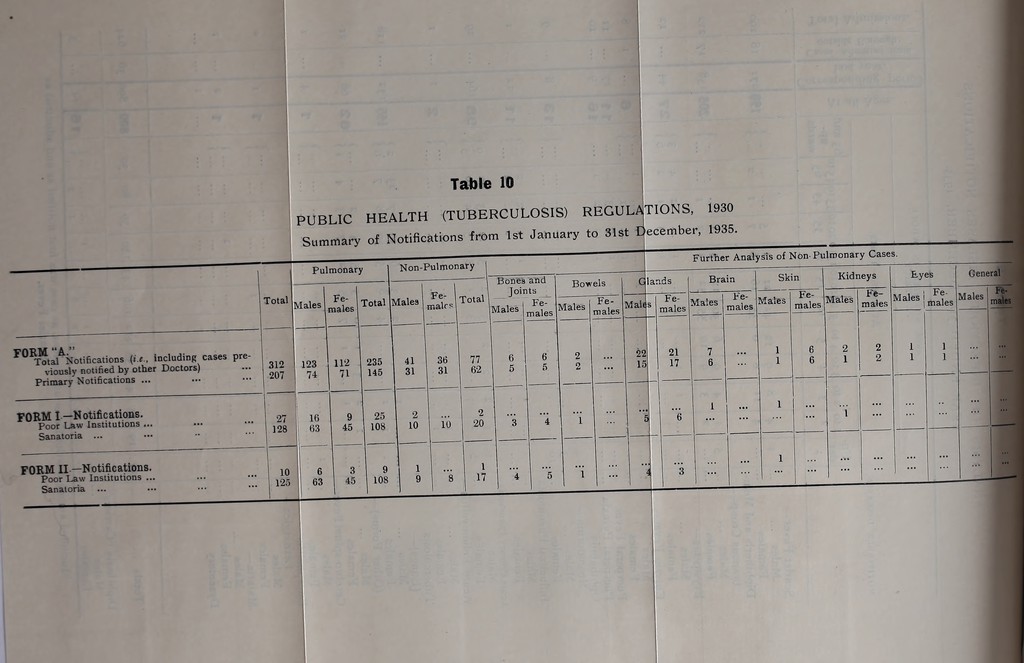 Table 10
PUBLIC HEALTH (TUBERCULOSIS) REGULATIONS, 1930
Summary of Notifications from 1st January to 31st December, 1935.
Total | Pulmonary | Non-Pulmonary | Further Analysis of Non-Pulmonary Cases.
Bones and Joints | Bowels | Glands | Brain | Skin | Kidneys | Eyes | General
Males | Fe-males | Total | Males | Fe-males | Total | Males | Fe-males | Males | Fe-males | Males | Fe-males | Males | Fe-males | Males | Fe-males | Males | Fe-males | Males | Fe-males | Males | Fe-males
FORM "A."
Total Notifications (i.e., including cases pre-
viously notified by other Doctors) ... 312 | 123 | 112 | 235 | 41 | 36 | 77 | 6 | 6 | 2 | ... | 22 | 21 | 7 | ... | 1 | 6 | 2 | 2 | 1 | 1 | ... | ...
Primary Notifications ... ... ... 207 | 74 | 71 | 145 | 31 | 31 | 62 | 5 | 5 | 2 | ... | 15 | 17 | 6 | ... | 1 | 6 | 1 | 2 | 1 | 1 | ... | ...
FORM I.—Notifications.
Poor Law Institutions ... ... ... 27 | 16 | 9 | 25 | 2 | ... | 2 | ... | ... | ... | ... | ... | ... | 1 | ... | 1 | ... | ... | ... | ... | ... | ... | ...
Sanatoria ... ... .. ... 128 | 63 | 45 | 108 | 10 | 10 | 20 | 3 | 4 | 1 | ... | 5 | 6 | ... | ... | ... | ... | 1 | ... | ... | ... | ... | ...
FORM II.—Notifications.
Poor Law Institutions ... ... ... 10 | 6 | 3 | 9 | 1 | ... | 1 | ... | ... | ... | ... | ... | ... | ... | ... | 1 | ... | ... | ... | ... | ... | ... | ...
Sanatoria ... ... ... ... 125 | 63 | 45 | 108 | 9 | 8 | 17 | 4 | 5 | 1 | ... | 4 | 3 | ... | ... | ... | ... | ... | ... | ... | ... | ... | ...